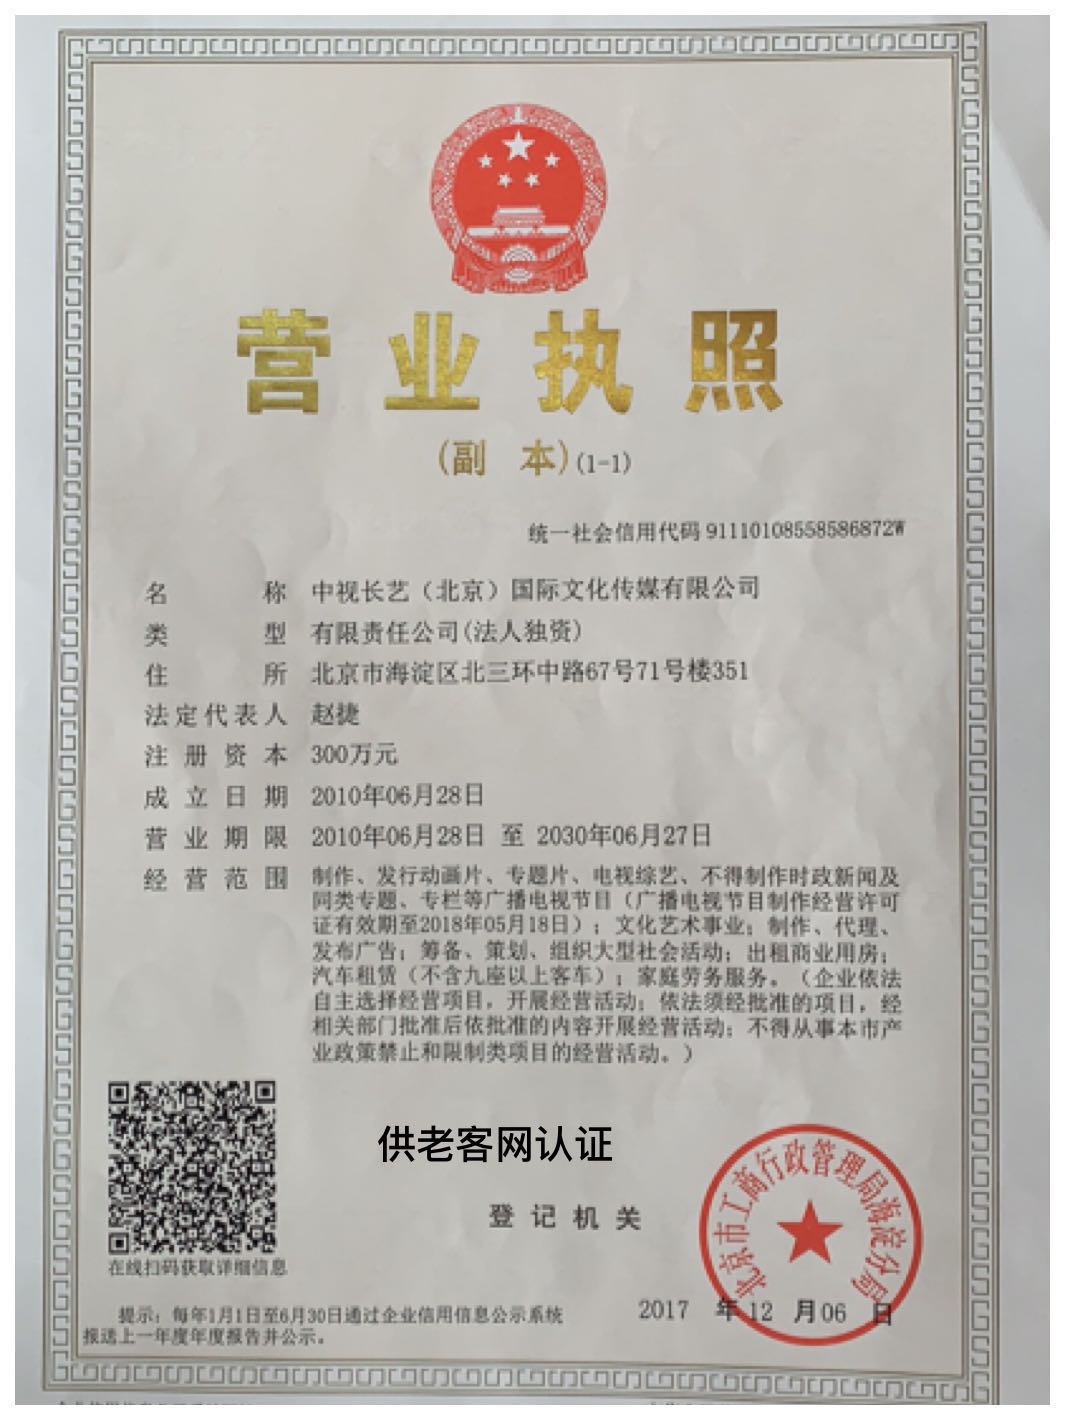 营业执照
(副 本)(1-1)
统一社会信用代码 91110108558586872W
名 称 中视长艺（北京）国际文化传媒有限公司
类 型 有限责任公司(法人独资)
住 所 北京市海淀区北三环中路67号71号楼351
法定代表人 赵捷
注册资本 300万元
成立日期 2010年06月28日
营业期限 2010年06月28日 至 2030年06月27日
经营范围 制作、发行动画片、专题片、电视综艺、不得制作时政新闻及
同类专题、专栏等广播电视节目（广播电视节目制作经营许可
证有效期至2018年05月18日）；文化艺术事业；制作、代理、
发布广告；筹备、策划、组织大型社会活动；出租商业用房；
汽车租赁（不含九座以上客车）；家庭劳务服务。（企业依法
自主选择经营项目，开展经营活动；依法须经批准的项目，经
相关部门批准后依批准的内容开展经营活动；不得从事本市产
业政策禁止和限制类项目的经营活动。）
供老客网认证
登记机关
北京市工商行政管理局海淀分局
在线扫码获取详细信息
2017 年 12 月 06 日
提示：每年1月1日至6月30日通过企业信用信息公示系统
报送上一年度年度报告并公示。